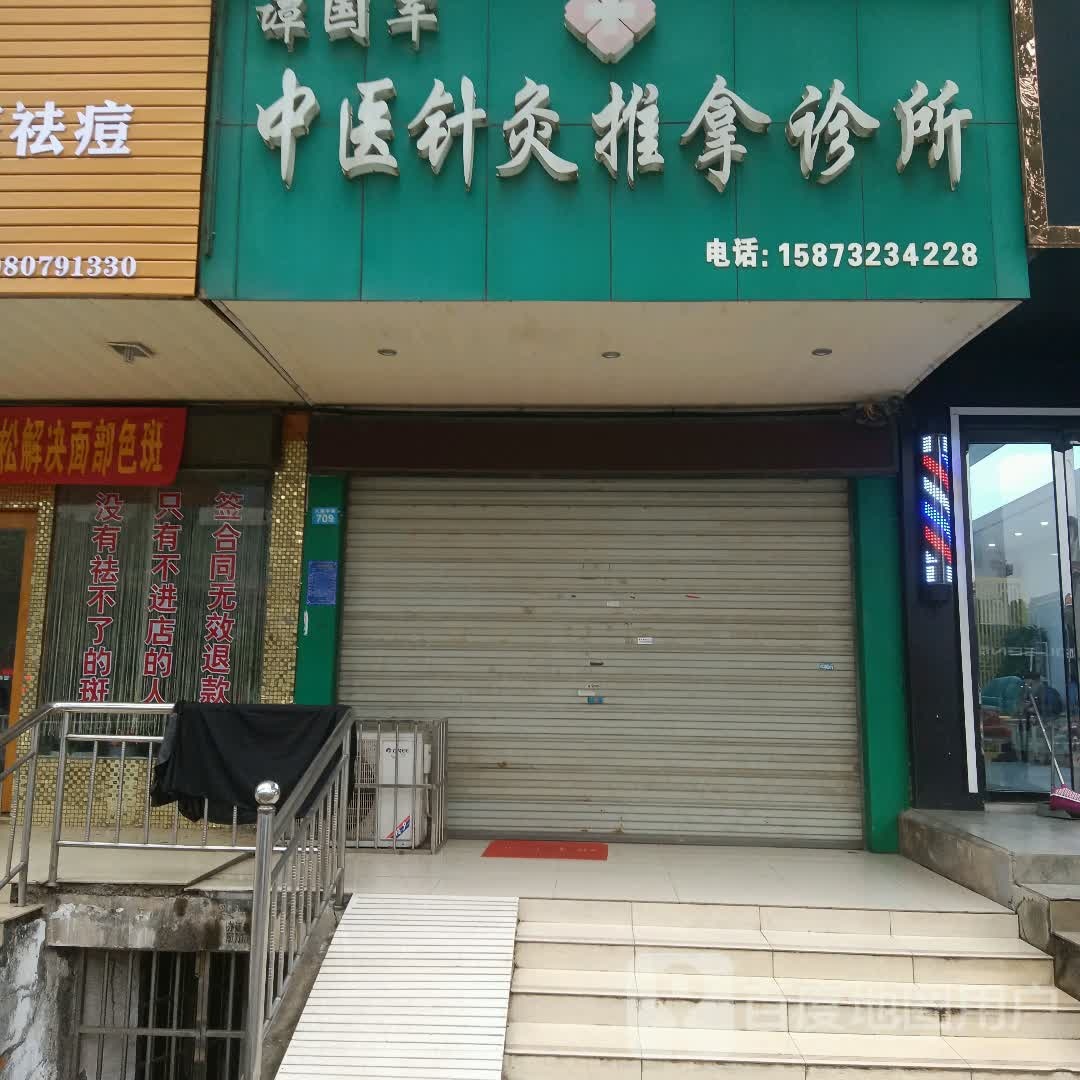 谭国军
中医针灸推拿诊所
电话: 15873234228
祛痘
080791330
松解决面部色斑
签合同无效退款
只有不进店的人
没有祛不了的斑
709
GREE
百度地图用户